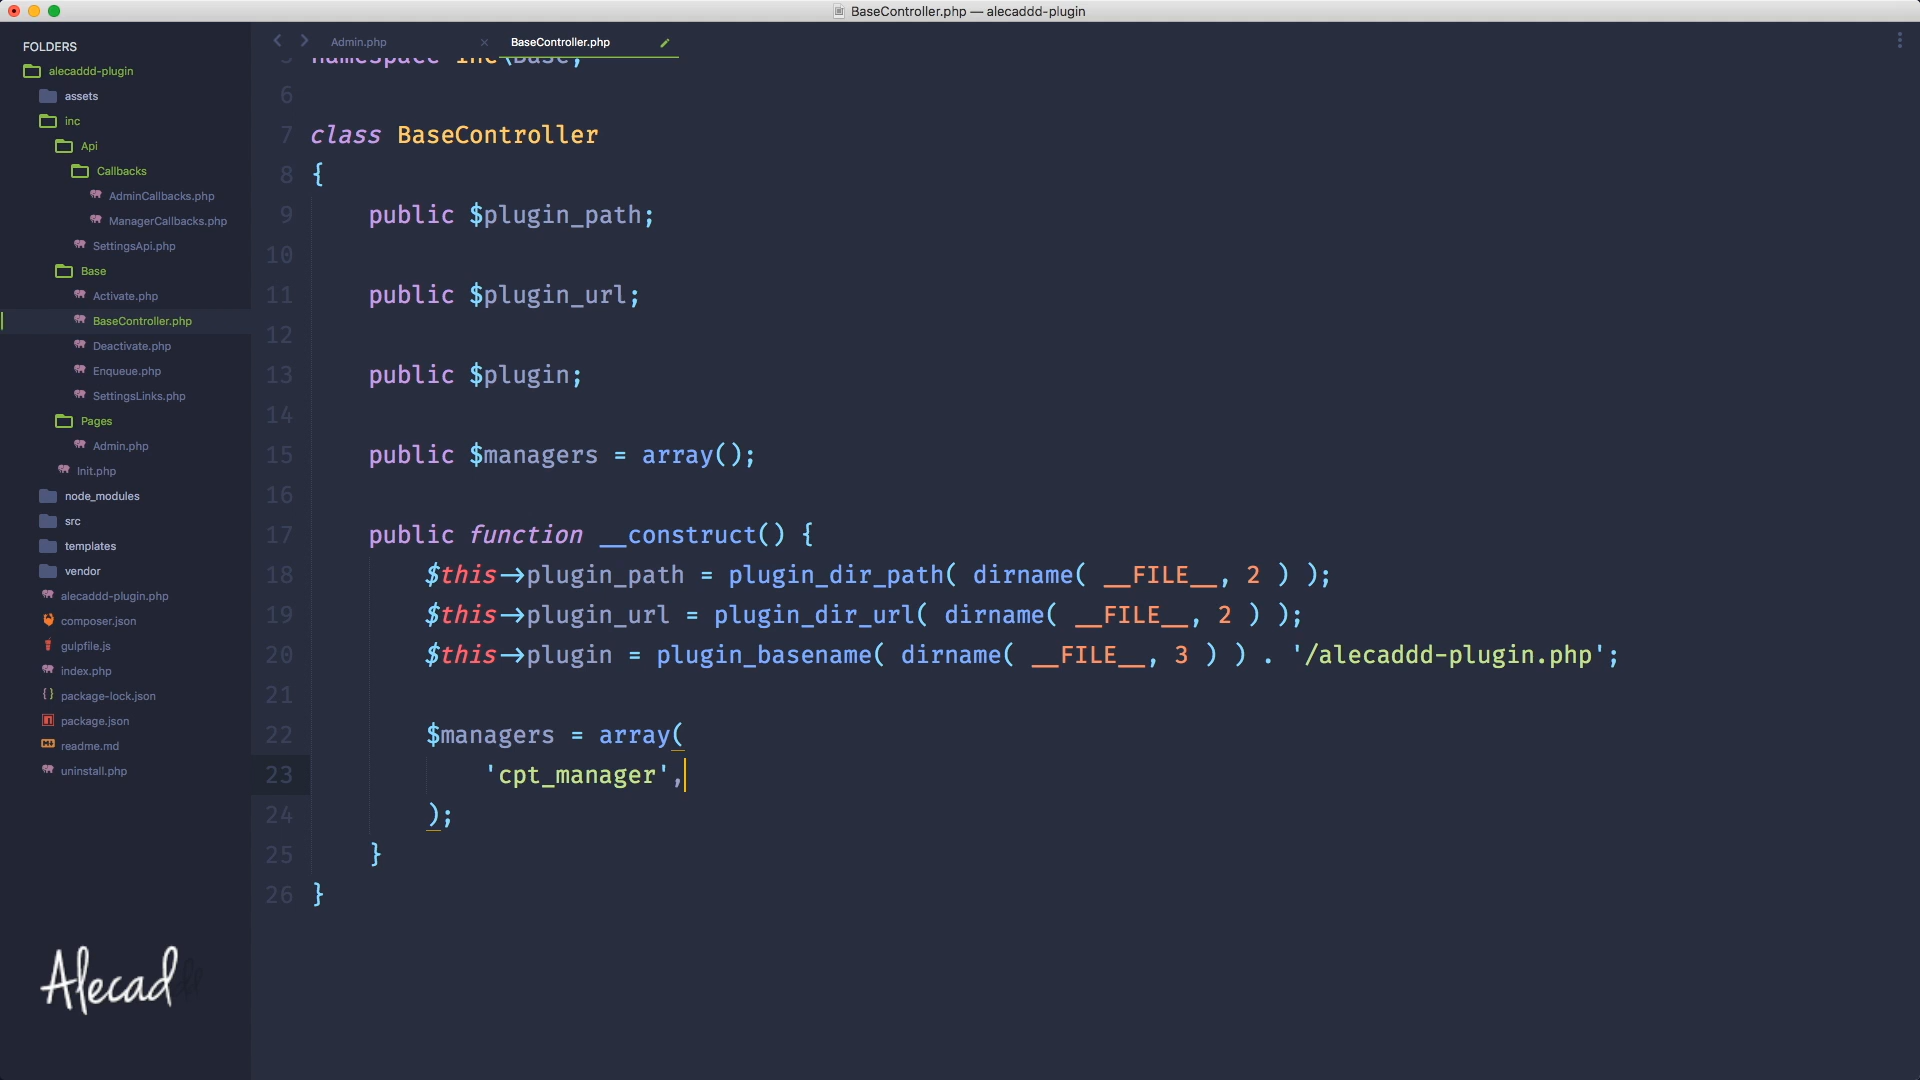 BaseController.php — alecaddd-plugin
FOLDERS
alecaddd-plugin
assets
inc
Api
Callbacks
AdminCallbacks.php
ManagerCallbacks.php
SettingsApi.php
Base
Activate.php
BaseController.php
Deactivate.php
Enqueue.php
SettingsLinks.php
Pages
Admin.php
Init.php
node_modules
src
templates
vendor
alecaddd-plugin.php
composer.json
gulpfile.js
index.php
package-lock.json
package.json
readme.md
uninstall.php
Alecad
Admin.php
BaseController.php
5 namespace Inc\Base;
6
7 class BaseController
8 {
9 public $plugin_path;
10
11 public $plugin_url;
12
13 public $plugin;
14
15 public $managers = array();
16
17 public function __construct() {
18 $this->plugin_path = plugin_dir_path( dirname( __FILE__, 2 ) );
19 $this->plugin_url = plugin_dir_url( dirname( __FILE__, 2 ) );
20 $this->plugin = plugin_basename( dirname( __FILE__, 3 ) ) . '/alecaddd-plugin.php';
21
22 $managers = array(
23 'cpt_manager',
24 );
25 }
26 }